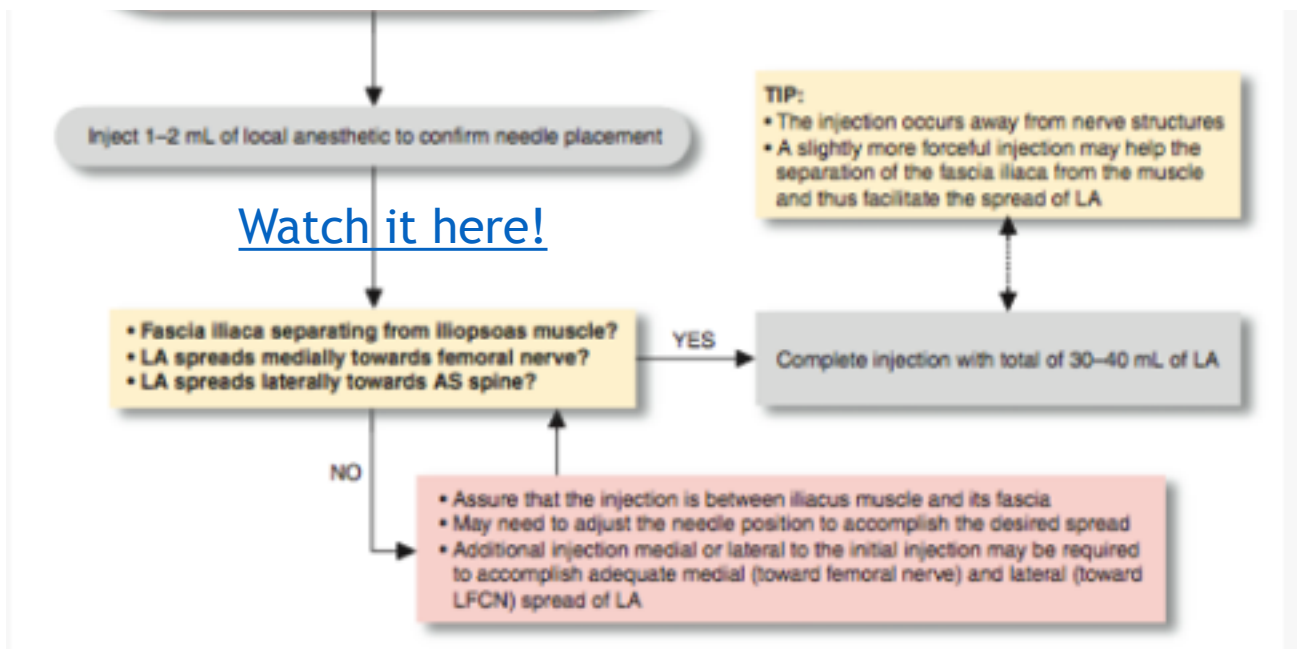 Inject 1–2 mL of local anesthetic to confirm needle placement
TIP:
• The injection occurs away from nerve structures
• A slightly more forceful injection may help the
separation of the fascia iliaca from the muscle
and thus facilitate the spread of LA
Watch it here!
• Fascia iliaca separating from iliopsoas muscle?
• LA spreads medially towards femoral nerve?
• LA spreads laterally towards AS spine?
YES
Complete injection with total of 30–40 mL of LA
NO
• Assure that the injection is between iliacus muscle and its fascia
• May need to adjust the needle position to accomplish the desired spread
• Additional injection medial or lateral to the initial injection may be required
to accomplish adequate medial (toward femoral nerve) and lateral (toward
LFCN) spread of LA